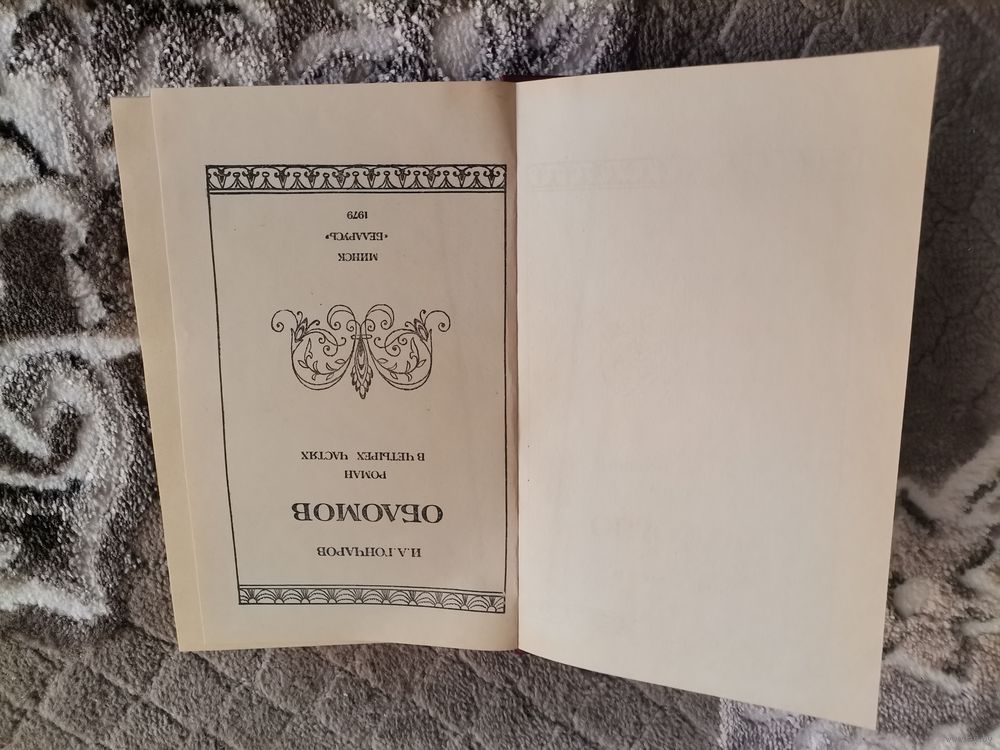 И. А. ГОНЧАРОВ
ОБЛОМОВ
РОМАН
В ЧЕТЫРЕХ ЧАСТЯХ
МИНСК
«БЕЛАРУСЬ»
1979